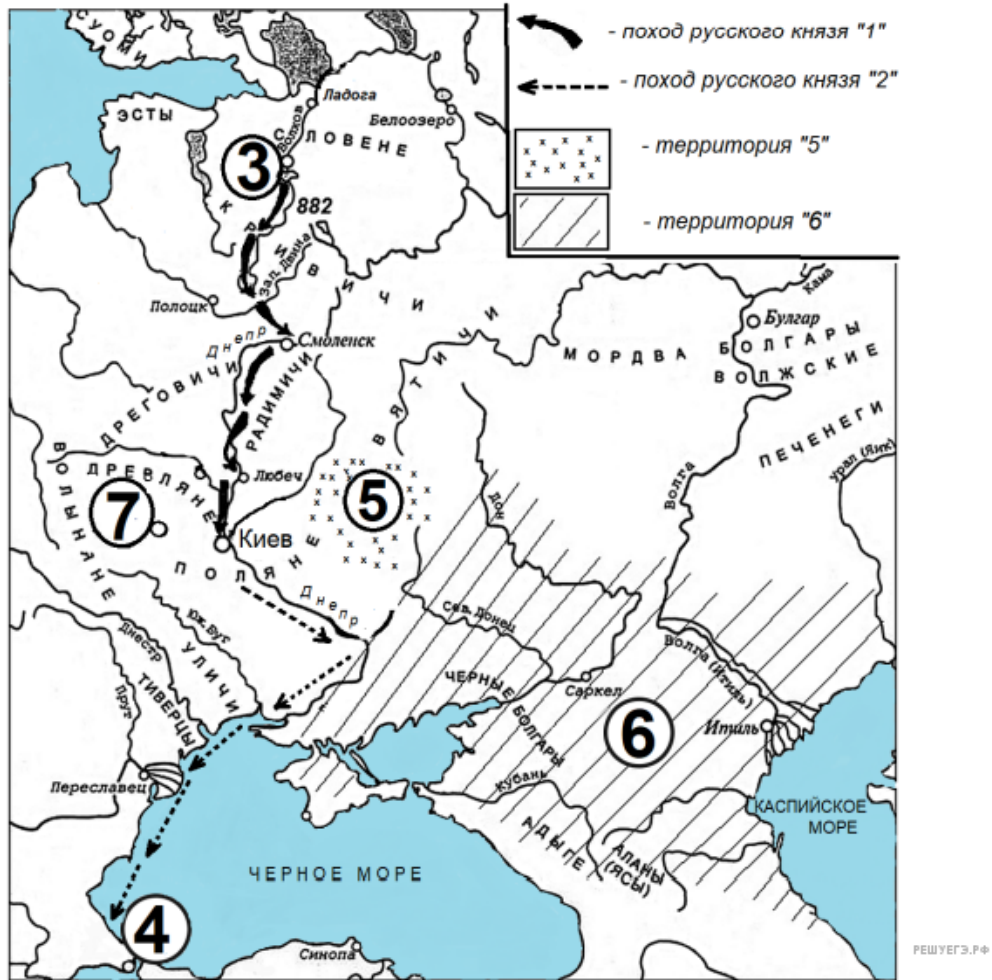 - поход русского князя "1"
- поход русского князя "2"
- территория "5"
- территория "6"
СУОМИ
Ладога
Белоозеро
ЭСТЫ
Волхов
СЛОВЕНЕ
3
882
КРИВИЧИ
Зап. Двина
Полоцк
Днепр
Смоленск
Кама
Булгар
БОЛГАРЫ
ВОЛЖСКИЕ
МОРДВА
ВЯТИЧИ
ДРЕГОВИЧИ
РАДИМИЧИ
ПЕЧЕНЕГИ
Урал (Яик)
Волга
ВОЛЫНЯНЕ
ДРЕВЛЯНЕ
Любеч
7
5
Дон
Киев
ПОЛЯНЕ
Днепр
Юж.Буг
Сев. Донец
Днестр
УЛИЧИ
Волга (Итиль)
Прут
ТИВЕРЦЫ
ЧЕРНЫЕ
БОЛГАРЫ
Саркел
6
Итиль
Переславец
Кубань
КАСПИЙСКОЕ
МОРЕ
АДЫГЕ
АЛАНЫ
(ЯСЫ)
ЧЕРНОЕ МОРЕ
4
Синопа
РЕШУЕГЭ.РФ